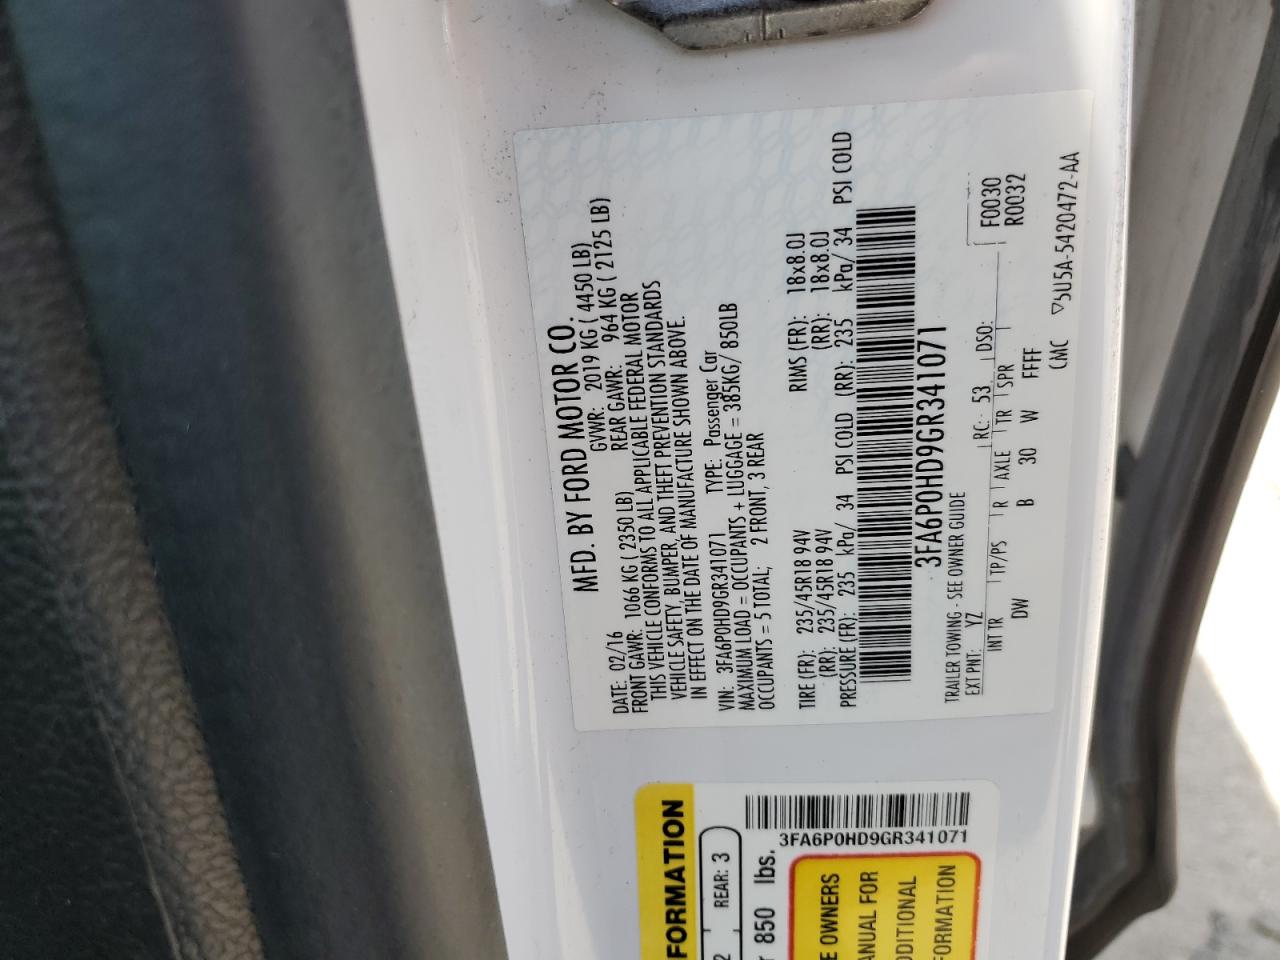 MFD. BY FORD MOTOR CO.
DATE: 02/16 GVWR: 2019 KG ( 4450 LB)
FRONT GAWR: 1066 KG ( 2350 LB) REAR GAWR: 964 KG ( 2125 LB)
THIS VEHICLE CONFORMS TO ALL APPLICABLE FEDERAL MOTOR
VEHICLE SAFETY, BUMPER, AND THEFT PREVENTION STANDARDS
IN EFFECT ON THE DATE OF MANUFACTURE SHOWN ABOVE.
VIN: 3FA6P0HD9GR341071 TYPE: Passenger Car
MAXIMUM LOAD = OCCUPANTS + LUGGAGE = 385KG/ 850LB
OCCUPANTS = 5 TOTAL; 2 FRONT, 3 REAR
TIRE (FR): 235/45R18 94V RIMS (FR): 18x8.0J
(RR): 235/45R18 94V (RR): 18x8.0J
PRESSURE (FR): 235 kPa/ 34 PSI COLD (RR): 235 kPa/ 34 PSI COLD
3FA6P0HD9GR341071
TRAILER TOWING - SEE OWNER GUIDE
EXT PNT: YZ RC: 53 DSO: F0030
R0032
INT TR TP/PS R AXLE TR SPR
DW B 30 W FFFF
CMC 5U5A-5420472-AA
FORMATION
2 REAR: 3
r 850 lbs.
3FA6P0HD9GR341071
E OWNERS
ANUAL FOR
DDITIONAL
FORMATION